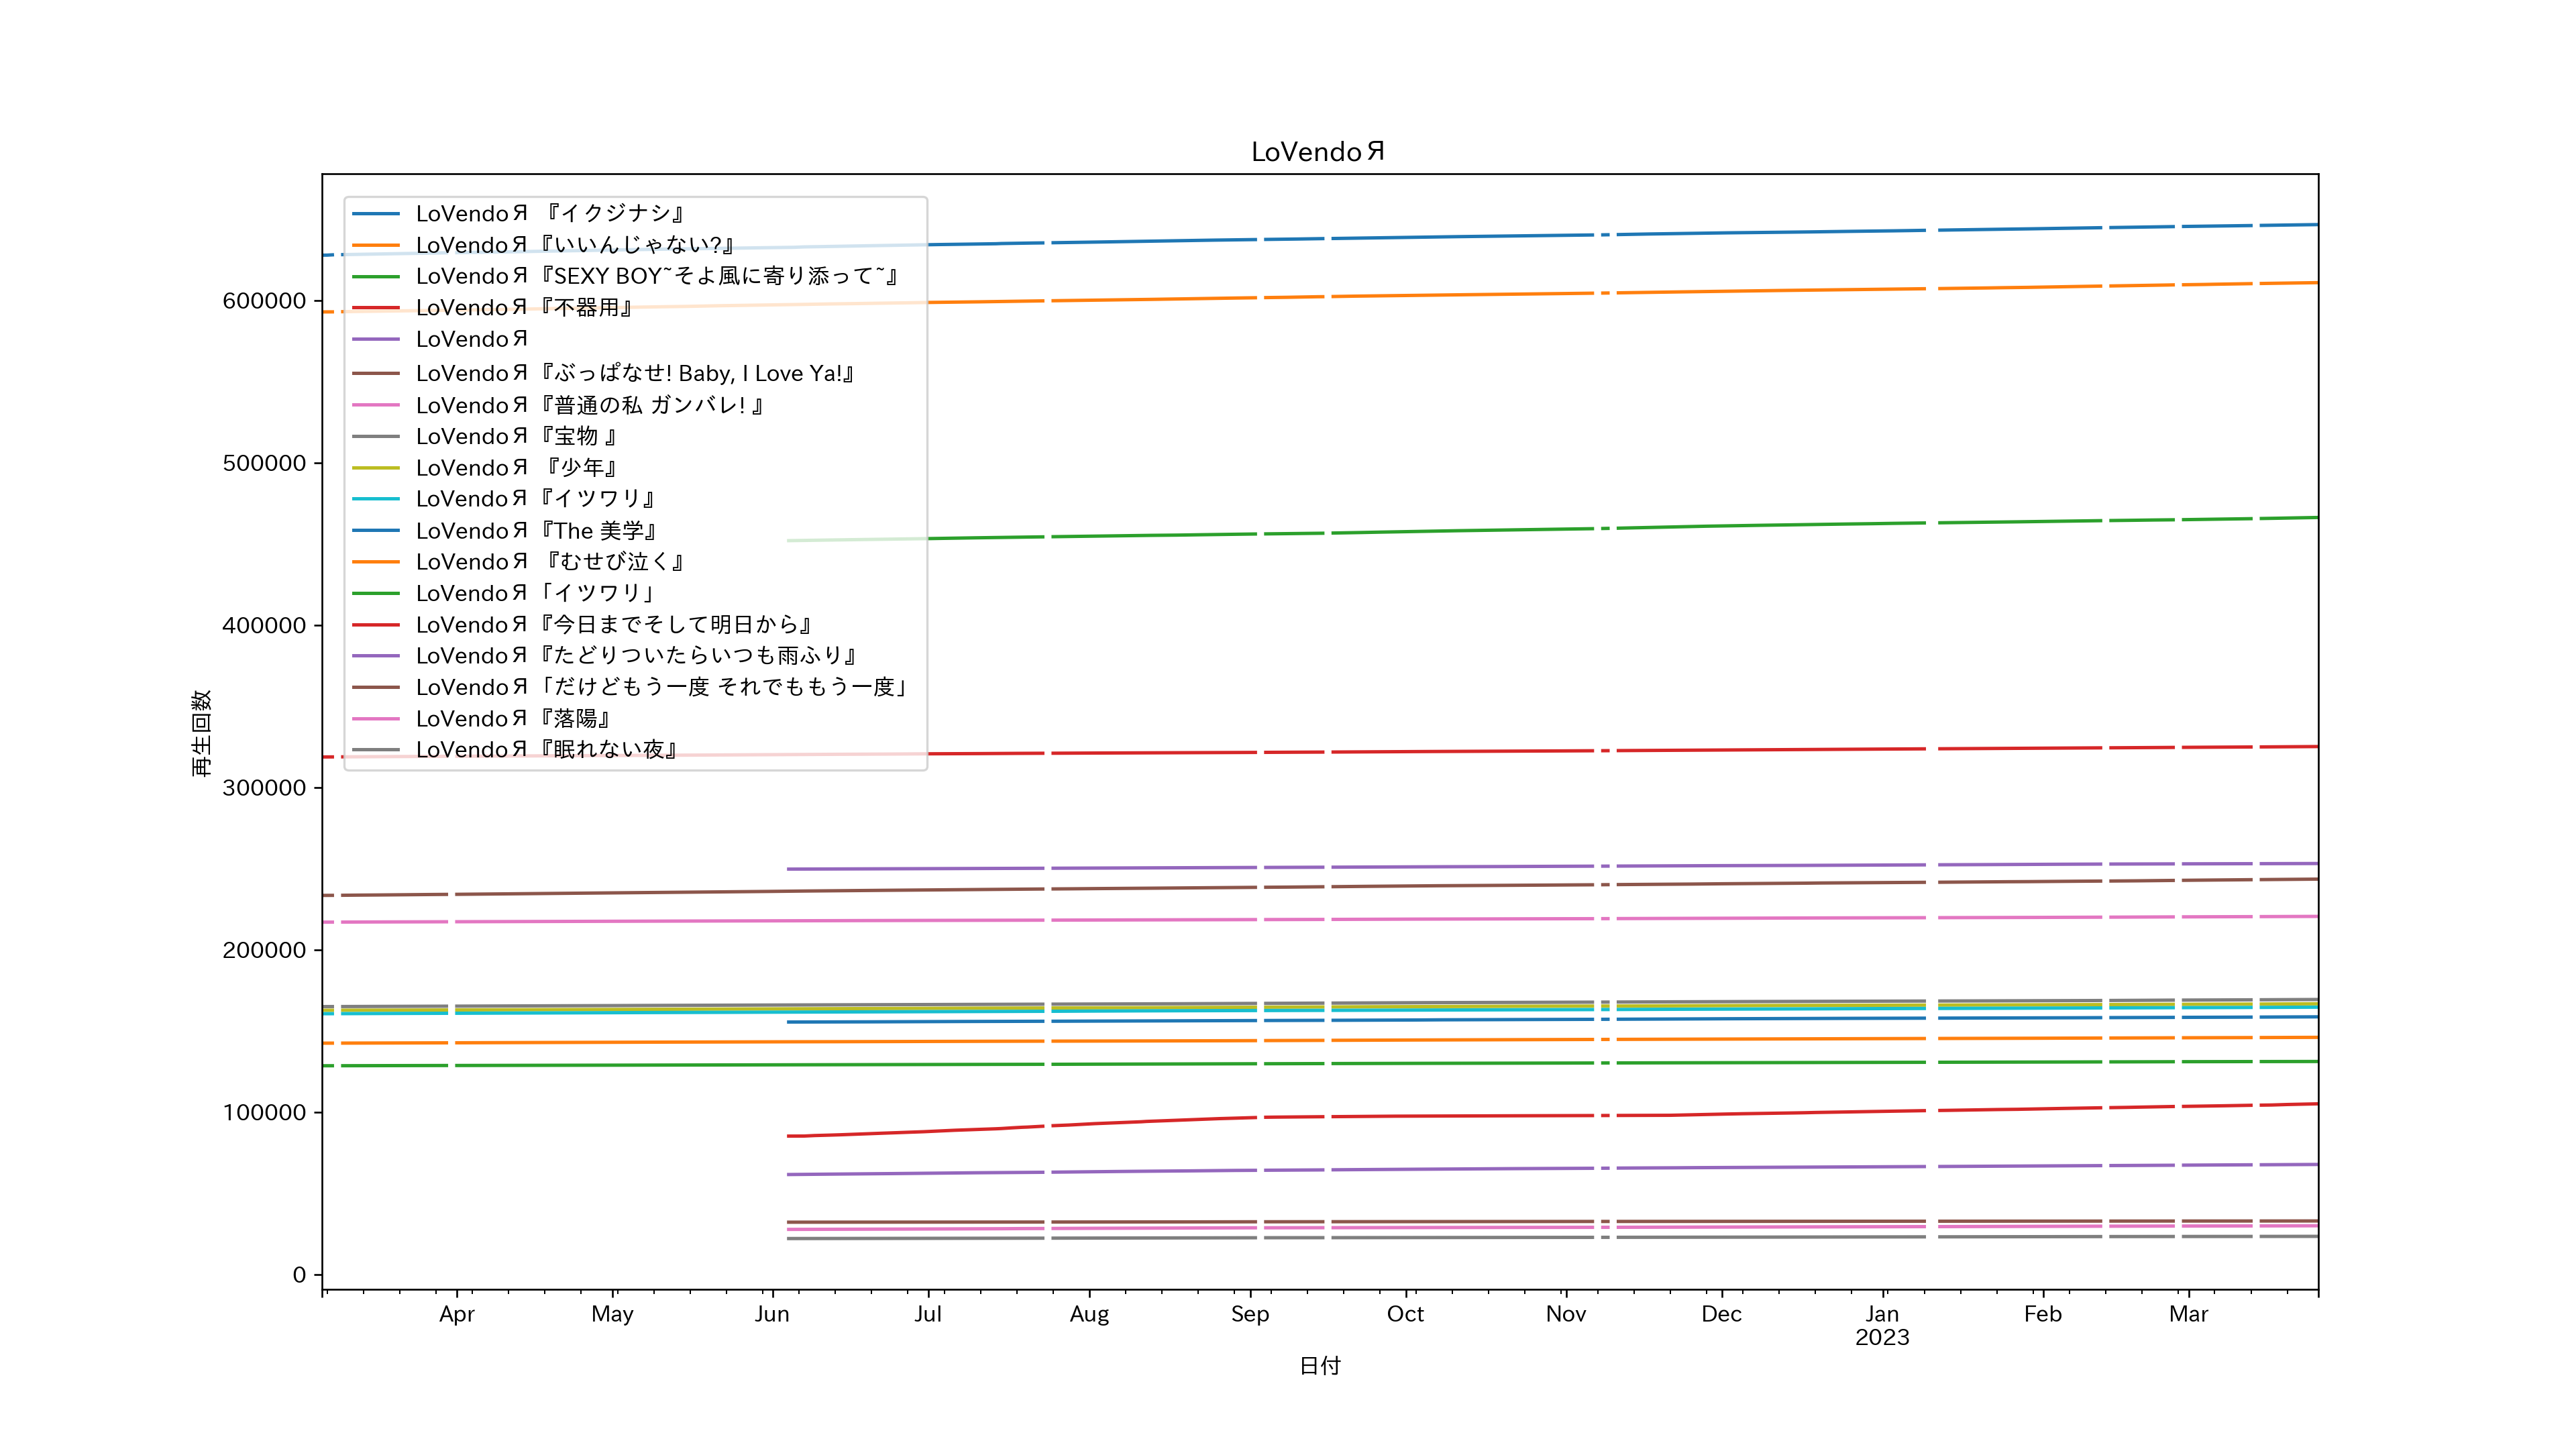 LoVendoЯ
LoVendoЯ 『イクジナシ』
LoVendoЯ『いいんじゃない?』
LoVendoЯ『SEXY BOY~そよ風に寄り添って~』
LoVendoЯ『不器用』
LoVendoЯ
LoVendoЯ『ぶっぱなせ! Baby, I Love Ya!』
LoVendoЯ『普通の私 ガンバレ! 』
LoVendoЯ『宝物 』
LoVendoЯ 『少年』
LoVendoЯ『イツワリ』
LoVendoЯ『The 美学』
LoVendoЯ 『むせび泣く』
LoVendoЯ「イツワリ」
LoVendoЯ『今日までそして明日から』
LoVendoЯ『たどりついたらいつも雨ふり』
LoVendoЯ「だけどもう一度 それでももう一度」
LoVendoЯ『落陽』
LoVendoЯ『眠れない夜』
再生回数
600000
500000
400000
300000
200000
100000
0
Apr May Jun Jul Aug Sep Oct Nov Dec Jan Feb Mar
2023
日付